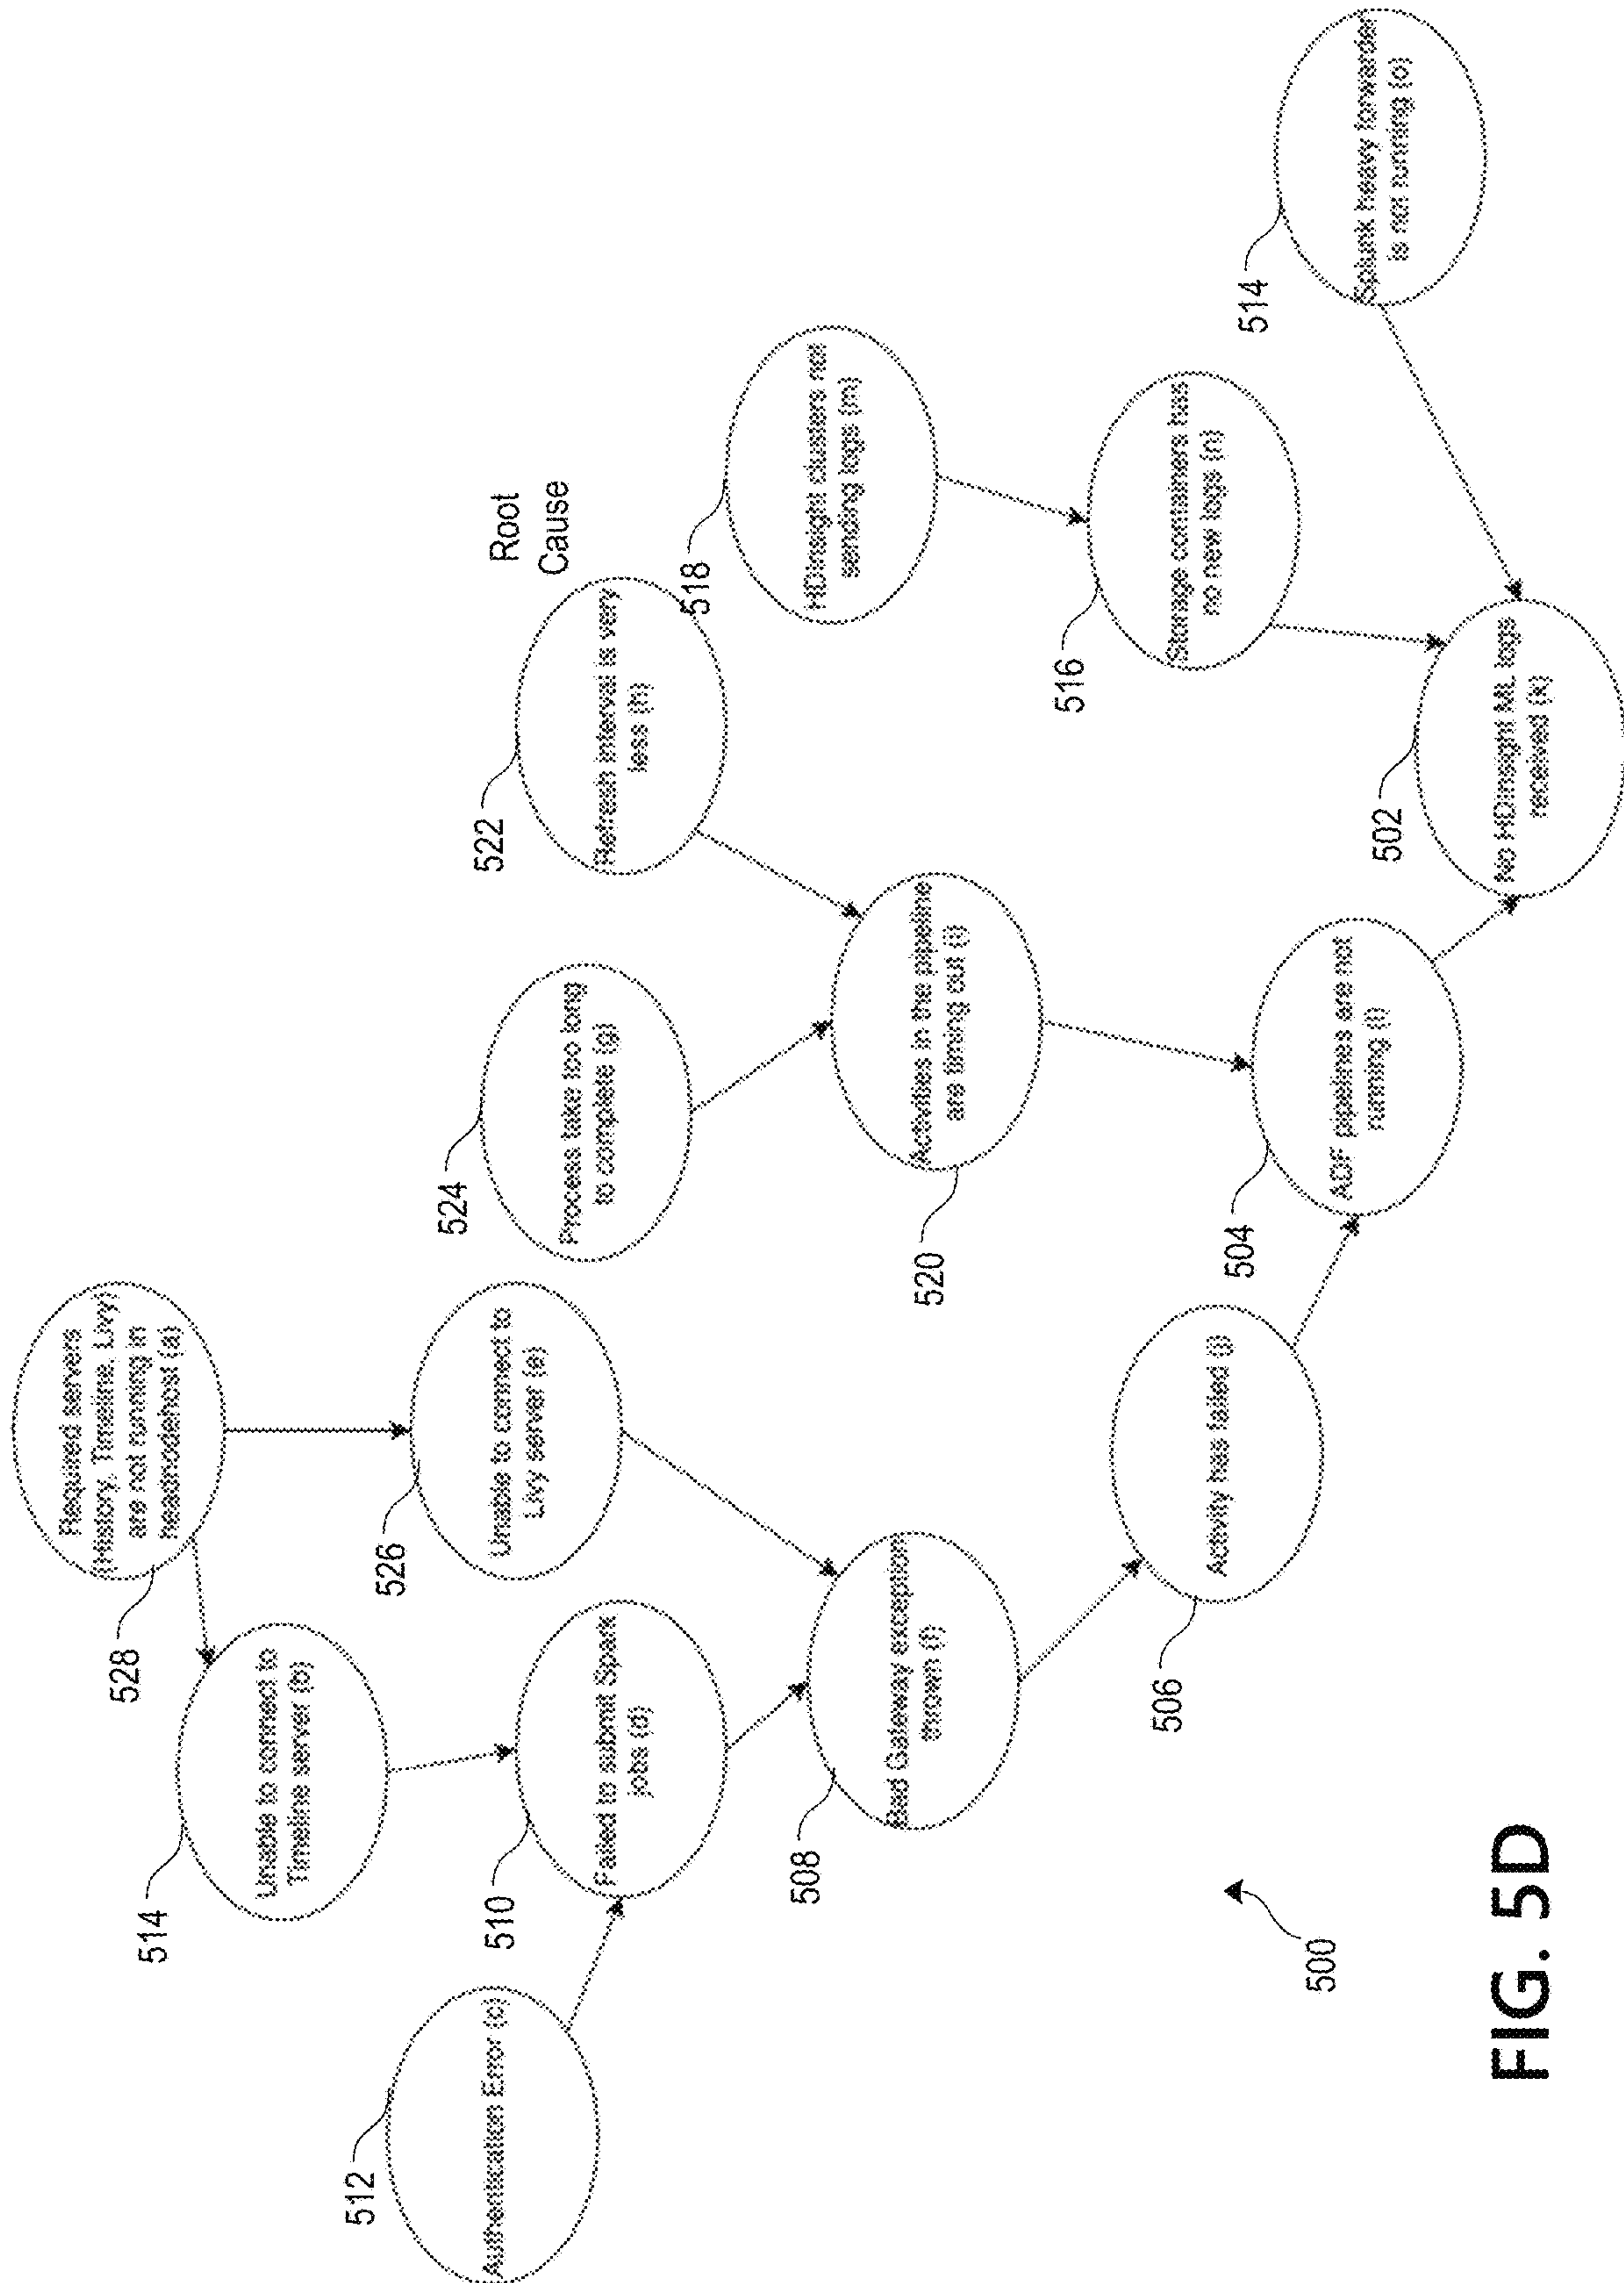 Required servers
(History, Timeline, Livy)
are not running in
headnodehost (a)
528
Unable to connect to
Timeline server (b)
514
Unable to connect to
Livy server (e)
526
Authentication Error (c)
512
Failed to submit Spark
jobs (d)
510
Process take too long
to complete (g)
524
Refresh interval is very
less (h)
522
Root
Cause
HDInsight clusters not
sending logs (m)
518
Bad Gateway exception
thrown (f)
508
Activities in the pipeline
are timing out (i)
520
Storage containers has
no new logs (n)
516
Splunk heavy forwarder
is not running (o)
514
Activity has failed (j)
506
ADF pipelines are not
running (l)
504
No HDInsight ML logs
received (k)
502
500
FIG. 5D